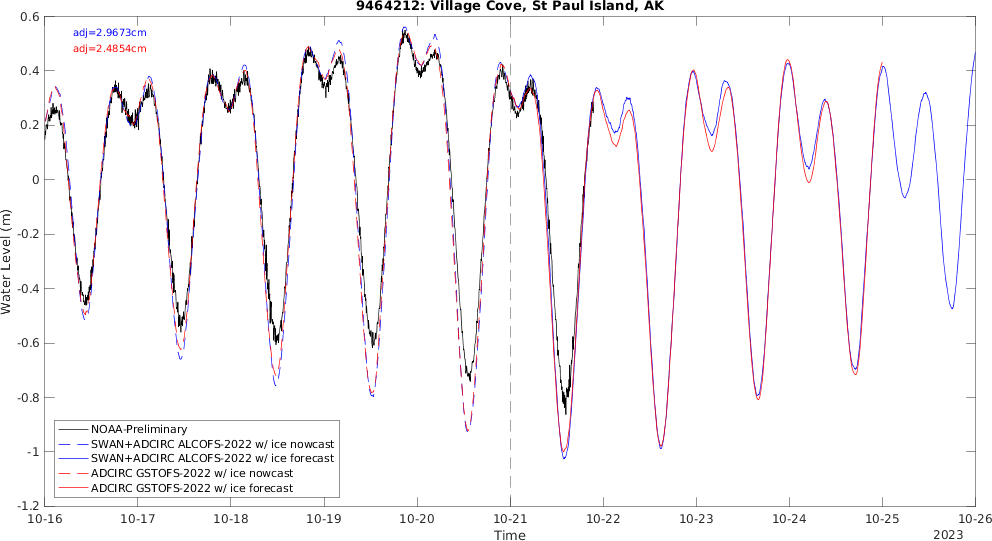 9464212: Village Cove, St Paul Island, AK
adj=2.9673cm
adj=2.4854cm
Water Level (m)
0.6
0.4
0.2
0
-0.2
-0.4
-0.6
-0.8
-1
-1.2
NOAA-Preliminary
SWAN+ADCIRC ALCOFS-2022 w/ ice nowcast
SWAN+ADCIRC ALCOFS-2022 w/ ice forecast
ADCIRC GSTOFS-2022 w/ ice nowcast
ADCIRC GSTOFS-2022 w/ ice forecast
10-16 10-17 10-18 10-19 10-20 10-21 10-22 10-23 10-24 10-25 10-26
Time
2023